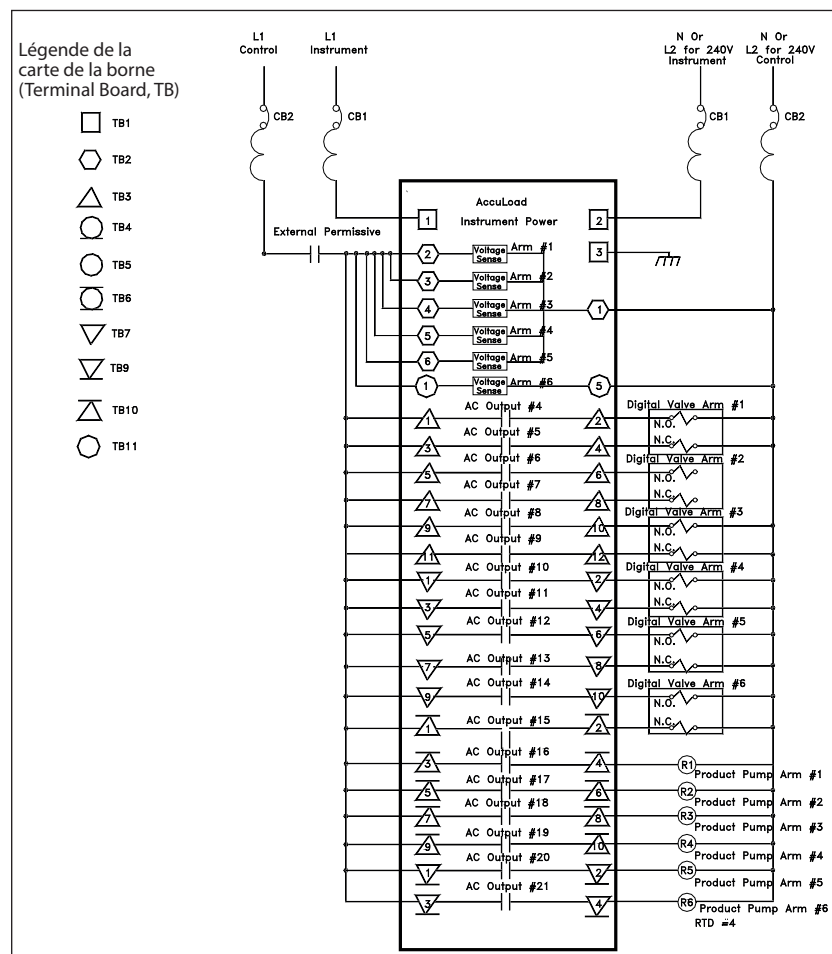 Légende de la
carte de la borne
(Terminal Board, TB)
TB1
TB2
TB3
TB4
TB5
TB6
TB7
TB9
TB10
TB11
L1
Control
L1
Instrument
N Or
L2 for 240V
Instrument
N Or
L2 for 240V
Control
CB2
CB1
CB1
CB2
AccuLoad
Instrument Power
1
2
External Permissive
3
2 Voltage Sense Arm #1
3 Voltage Sense Arm #2
4 Voltage Sense Arm #3 1
5 Voltage Sense Arm #4
6 Voltage Sense Arm #5
1 Voltage Sense Arm #6 5
AC Output #4 Digital Valve Arm #1
1 2 N.O.
AC Output #5
3 4 N.C.
AC Output #6 Digital Valve Arm #2
5 6 N.O.
AC Output #7
7 8 N.C.
AC Output #8 Digital Valve Arm #3
9 10 N.O.
AC Output #9
11 12 N.C.
AC Output #10 Digital Valve Arm #4
1 2 N.O.
AC Output #11
3 4 N.C.
AC Output #12 Digital Valve Arm #5
5 6 N.O.
AC Output #13
7 8 N.C.
AC Output #14 Digital Valve Arm #6
9 10 N.O.
AC Output #15
1 2 N.C.
AC Output #16
3 4 R1 Product Pump Arm #1
AC Output #17
5 6 R2 Product Pump Arm #2
AC Output #18
7 8 R3 Product Pump Arm #3
AC Output #19
9 10 R4 Product Pump Arm #4
AC Output #20
1 2 R5 Product Pump Arm #5
AC Output #21
3 4 R6 Product Pump Arm #6
RTD #4